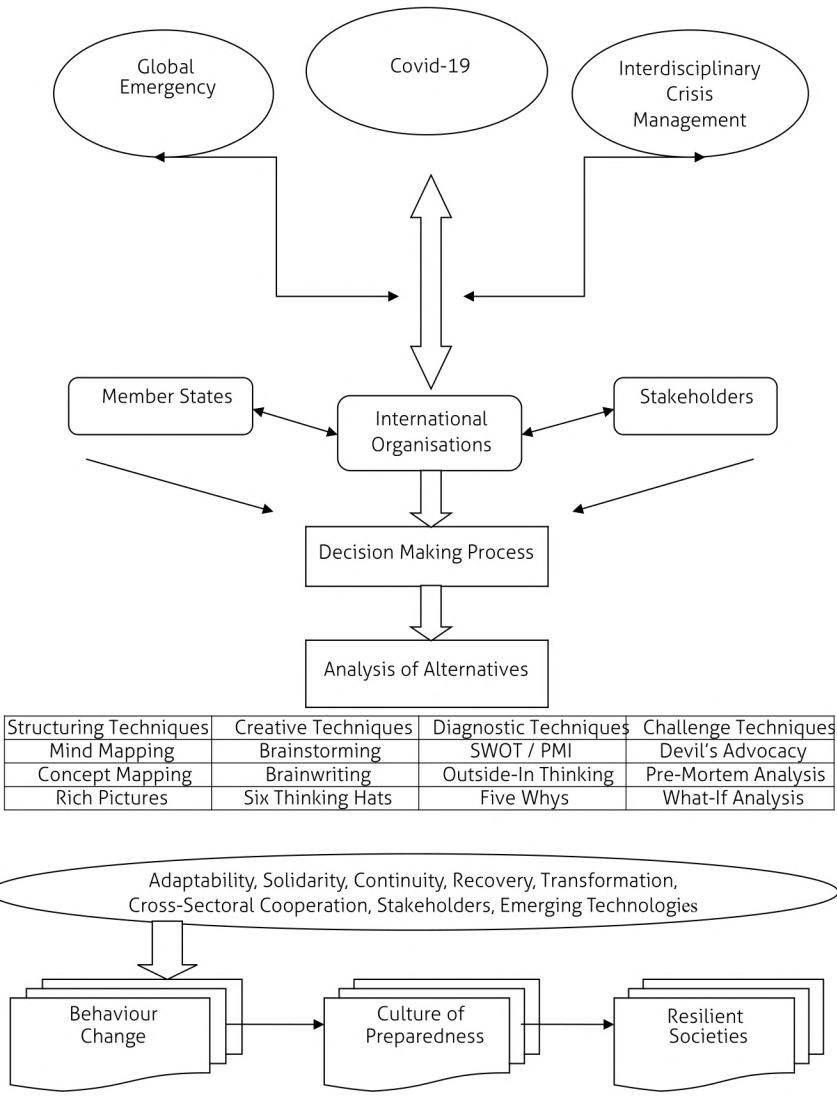 Global
Emergency
Covid-19
Interdisciplinary
Crisis
Management
Member States
International
Organisations
Stakeholders
Decision Making Process
Analysis of Alternatives
Structuring Techniques Creative Techniques Diagnostic Techniques Challenge Techniques
Mind Mapping Brainstorming SWOT / PMI Devil's Advocacy
Concept Mapping Brainwriting Outside-In Thinking Pre-Mortem Analysis
Rich Pictures Six Thinking Hats Five Whys What-If Analysis
Adaptability, Solidarity, Continuity, Recovery, Transformation,
Cross-Sectoral Cooperation, Stakeholders, Emerging Technologies
Behaviour
Change
Culture of
Preparedness
Resilient
Societies